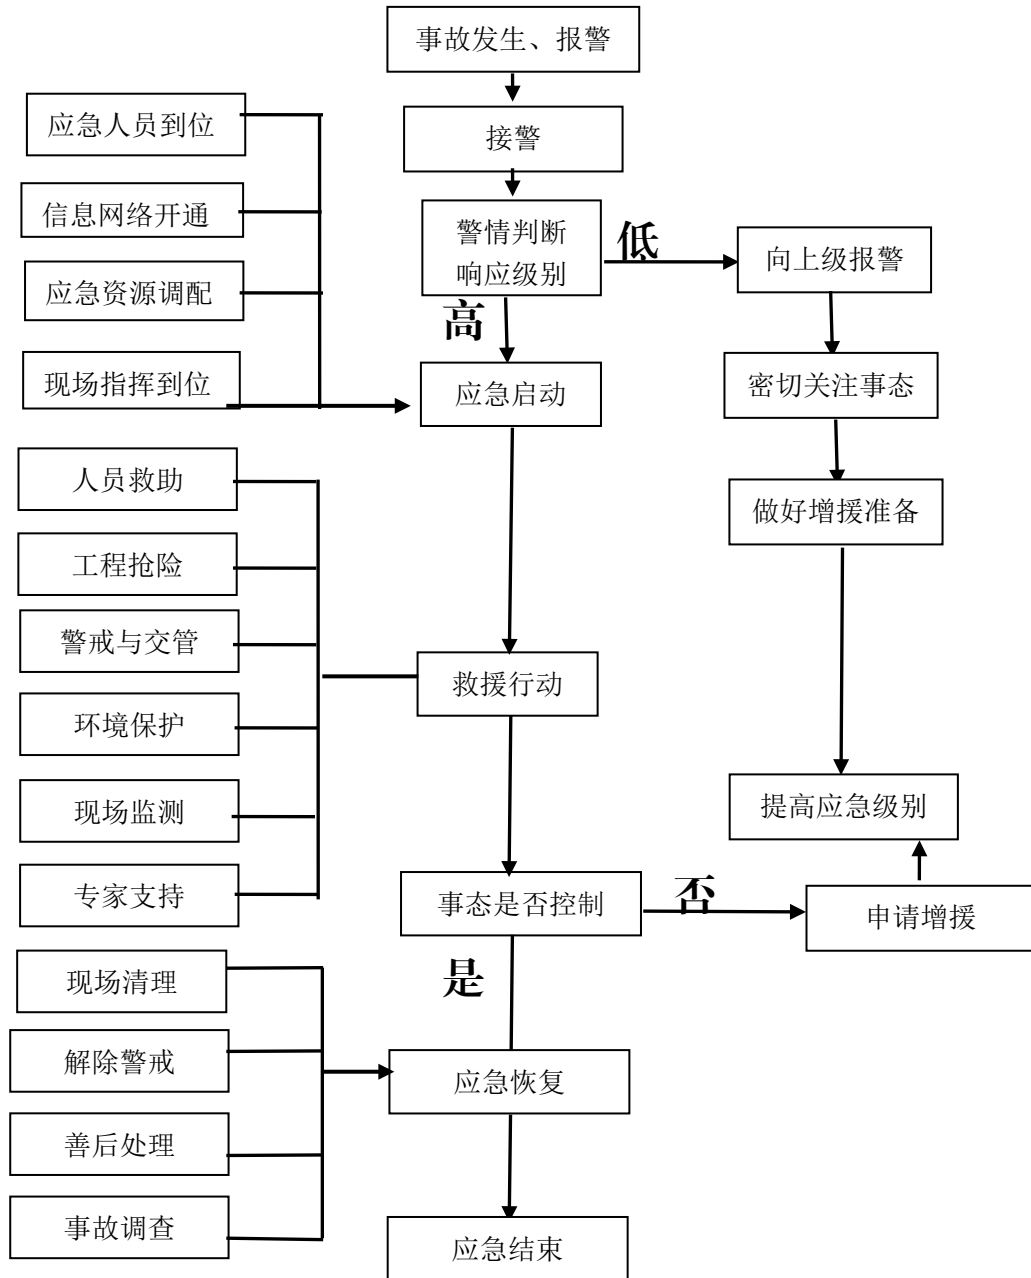 事故发生、报警
接警
警情判断
响应级别
低
向上级报警
高
密切关注事态
做好增援准备
应急人员到位
信息网络开通
应急资源调配
现场指挥到位
应急启动
人员救助
工程抢险
警戒与交管
环境保护
现场监测
专家支持
救援行动
提高应急级别
事态是否控制
否
申请增援
是
现场清理
解除警戒
善后处理
事故调查
应急恢复
应急结束